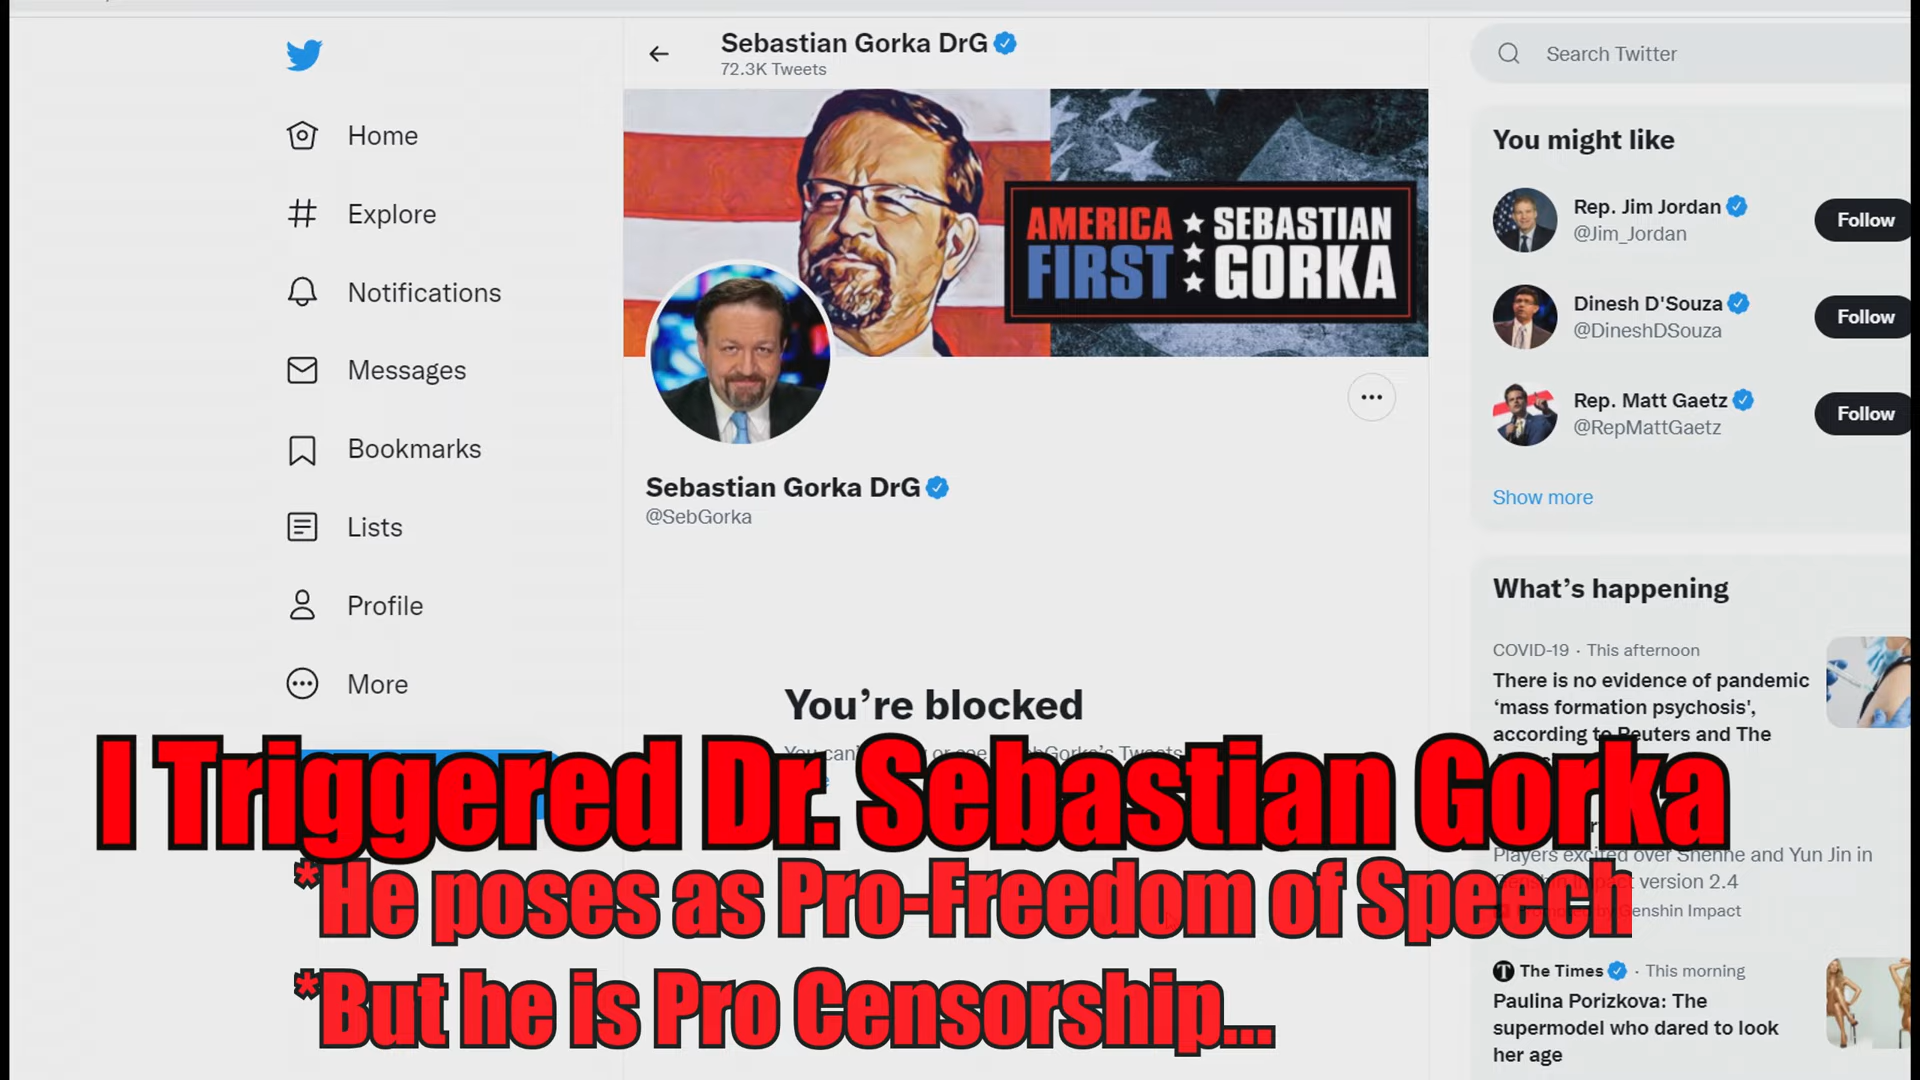 Home
Explore
Notifications
Messages
Bookmarks
Lists
Profile
More
Sebastian Gorka DrG
72.3K Tweets
AMERICA FIRST
SEBASTIAN GORKA
Sebastian Gorka DrG
@SebGorka
You’re blocked
Search Twitter
You might like
Rep. Jim Jordan
@Jim_Jordan
Follow
Dinesh D'Souza
@DineshDSouza
Follow
Rep. Matt Gaetz
@RepMattGaetz
Follow
Show more
What’s happening
COVID-19 · This afternoon
There is no evidence of pandemic
‘mass formation psychosis',
according to Reuters and The
Players excited over Shenhe and Yun Jin in
Genshin Impact version 2.4
Promoted by Genshin Impact
The Times · This morning
Paulina Porizkova: The
supermodel who dared to look
her age
I Triggered Dr. Sebastian Gorka
*He poses as Pro-Freedom of Speech
*But he is Pro Censorship...